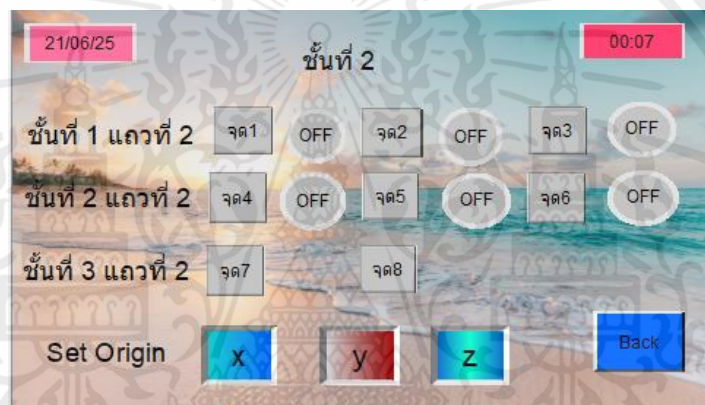 21/06/25 00:07
ชั้นที่ 2
ชั้นที่ 1 แถวที่ 2 จุด1 OFF จุด2 OFF จุด3 OFF
ชั้นที่ 2 แถวที่ 2 จุด4 OFF จุด5 OFF จุด6 OFF
ชั้นที่ 3 แถวที่ 2 จุด7 จุด8
Set Origin x y z Back